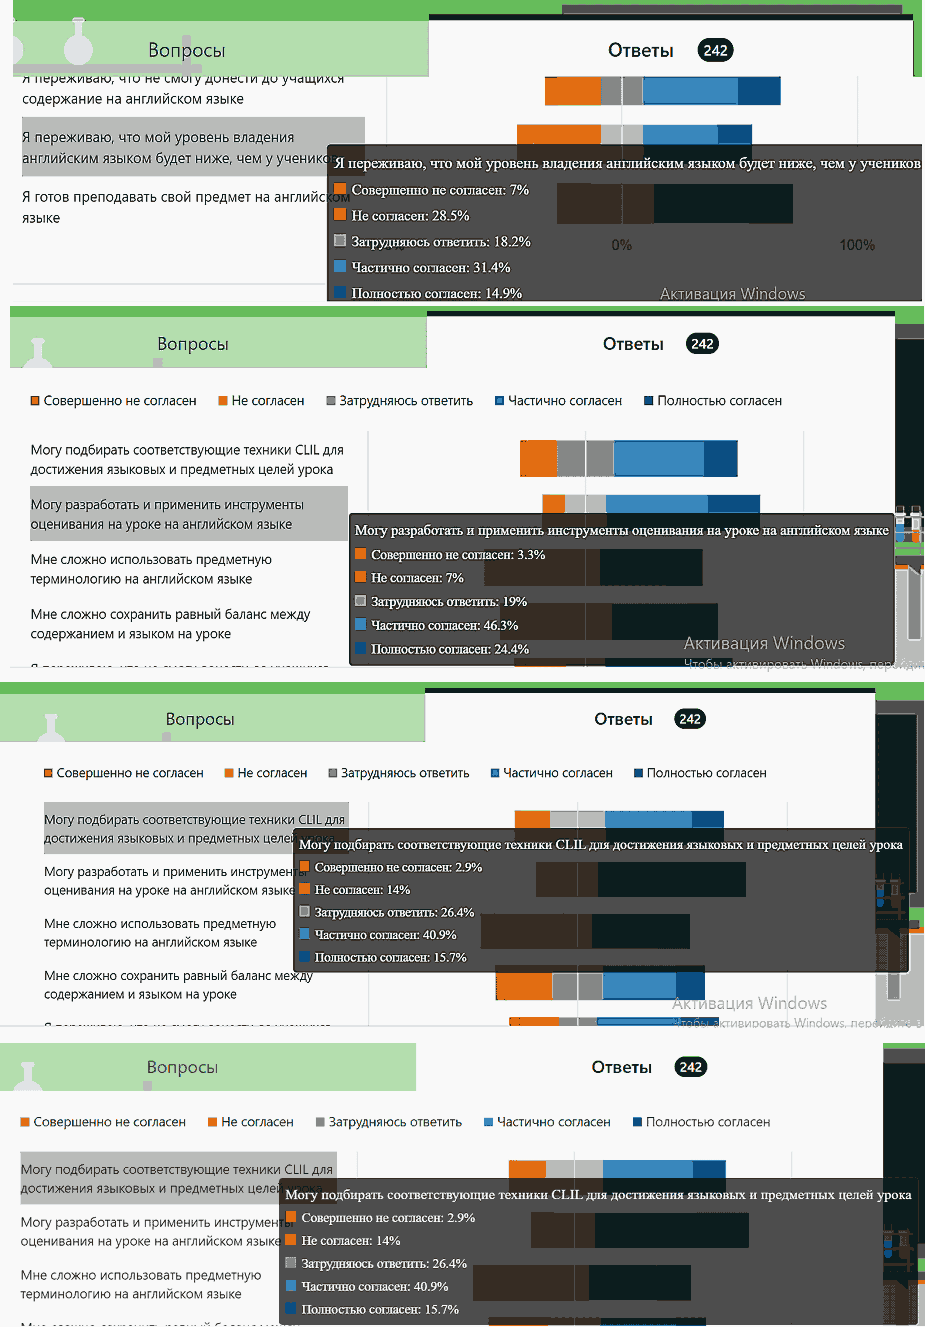 Вопросы
Ответы 242
Я переживаю, что не смогу донести до учащихся
содержание на английском языке
Я переживаю, что мой уровень владения
английским языком будет ниже, чем у учеников
Я готов преподавать свой предмет на английском
языке
Я переживаю, что мой уровень владения английским языком будет ниже, чем у учеников
Совершенно не согласен: 7%
Не согласен: 28.5%
Затрудняюсь ответить: 18.2%
Частично согласен: 31.4%
Полностью согласен: 14.9%
0%
100%
Активация Windows
Вопросы
Ответы 242
Совершенно не согласен Не согласен Затрудняюсь ответить Частично согласен Полностью согласен
Могу подбирать соответствующие техники CLIL для
достижения языковых и предметных целей урока
Могу разработать и применить инструменты
оценивания на уроке на английском языке
Мне сложно использовать предметную
терминологию на английском языке
Мне сложно сохранить равный баланс между
содержанием и языком на уроке
Могу разработать и применить инструменты оценивания на уроке на английском языке
Совершенно не согласен: 3.3%
Не согласен: 7%
Затрудняюсь ответить: 19%
Частично согласен: 46.3%
Полностью согласен: 24.4%
Активация Windows
Чтобы активировать Windows, перейди
Вопросы
Ответы 242
Совершенно не согласен Не согласен Затрудняюсь ответить Частично согласен Полностью согласен
Могу подбирать соответствующие техники CLIL для
достижения языковых и предметных целей урока
Могу разработать и применить инструменты
оценивания на уроке на английском языке
Мне сложно использовать предметную
терминологию на английском языке
Мне сложно сохранить равный баланс между
содержанием и языком на уроке
Могу подбирать соответствующие техники CLIL для достижения языковых и предметных целей урока
Совершенно не согласен: 2.9%
Не согласен: 14%
Затрудняюсь ответить: 26.4%
Частично согласен: 40.9%
Полностью согласен: 15.7%
Активация Windows
Чтобы активировать Windows, перейдите в
Вопросы
Ответы 242
Совершенно не согласен Не согласен Затрудняюсь ответить Частично согласен Полностью согласен
Могу подбирать соответствующие техники CLIL для
достижения языковых и предметных целей урока
Могу разработать и применить инструменты
оценивания на уроке на английском языке
Мне сложно использовать предметную
терминологию на английском языке
Могу подбирать соответствующие техники CLIL для достижения языковых и предметных целей урока
Совершенно не согласен: 2.9%
Не согласен: 14%
Затрудняюсь ответить: 26.4%
Частично согласен: 40.9%
Полностью согласен: 15.7%